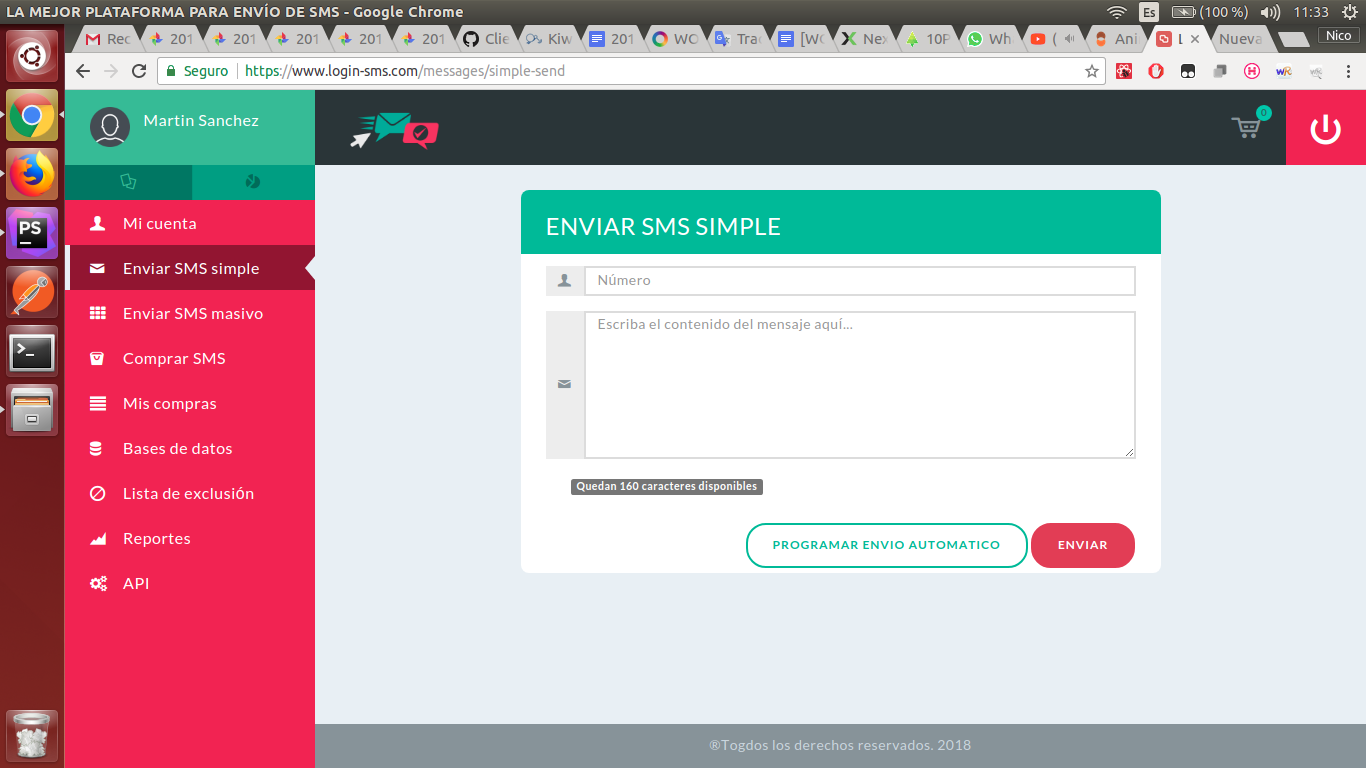 LA MEJOR PLATAFORMA PARA ENVÍO DE SMS - Google Chrome
Es (100 %) 11:33
Rec 201 201 201 201 201 Clie Kiw 201 WO Trac [WO Nex 10P Wh ( Ani L Nueva Nico
Seguro https://www.login-sms.com/messages/simple-send
Martin Sanchez
0
Mi cuenta
Enviar SMS simple
Enviar SMS masivo
Comprar SMS
Mis compras
Bases de datos
Lista de exclusión
Reportes
API
ENVIAR SMS SIMPLE
Número
Escriba el contenido del mensaje aquí...
Quedan 160 caracteres disponibles
PROGRAMAR ENVIO AUTOMATICO
ENVIAR
®Togdos los derechos reservados. 2018
PS